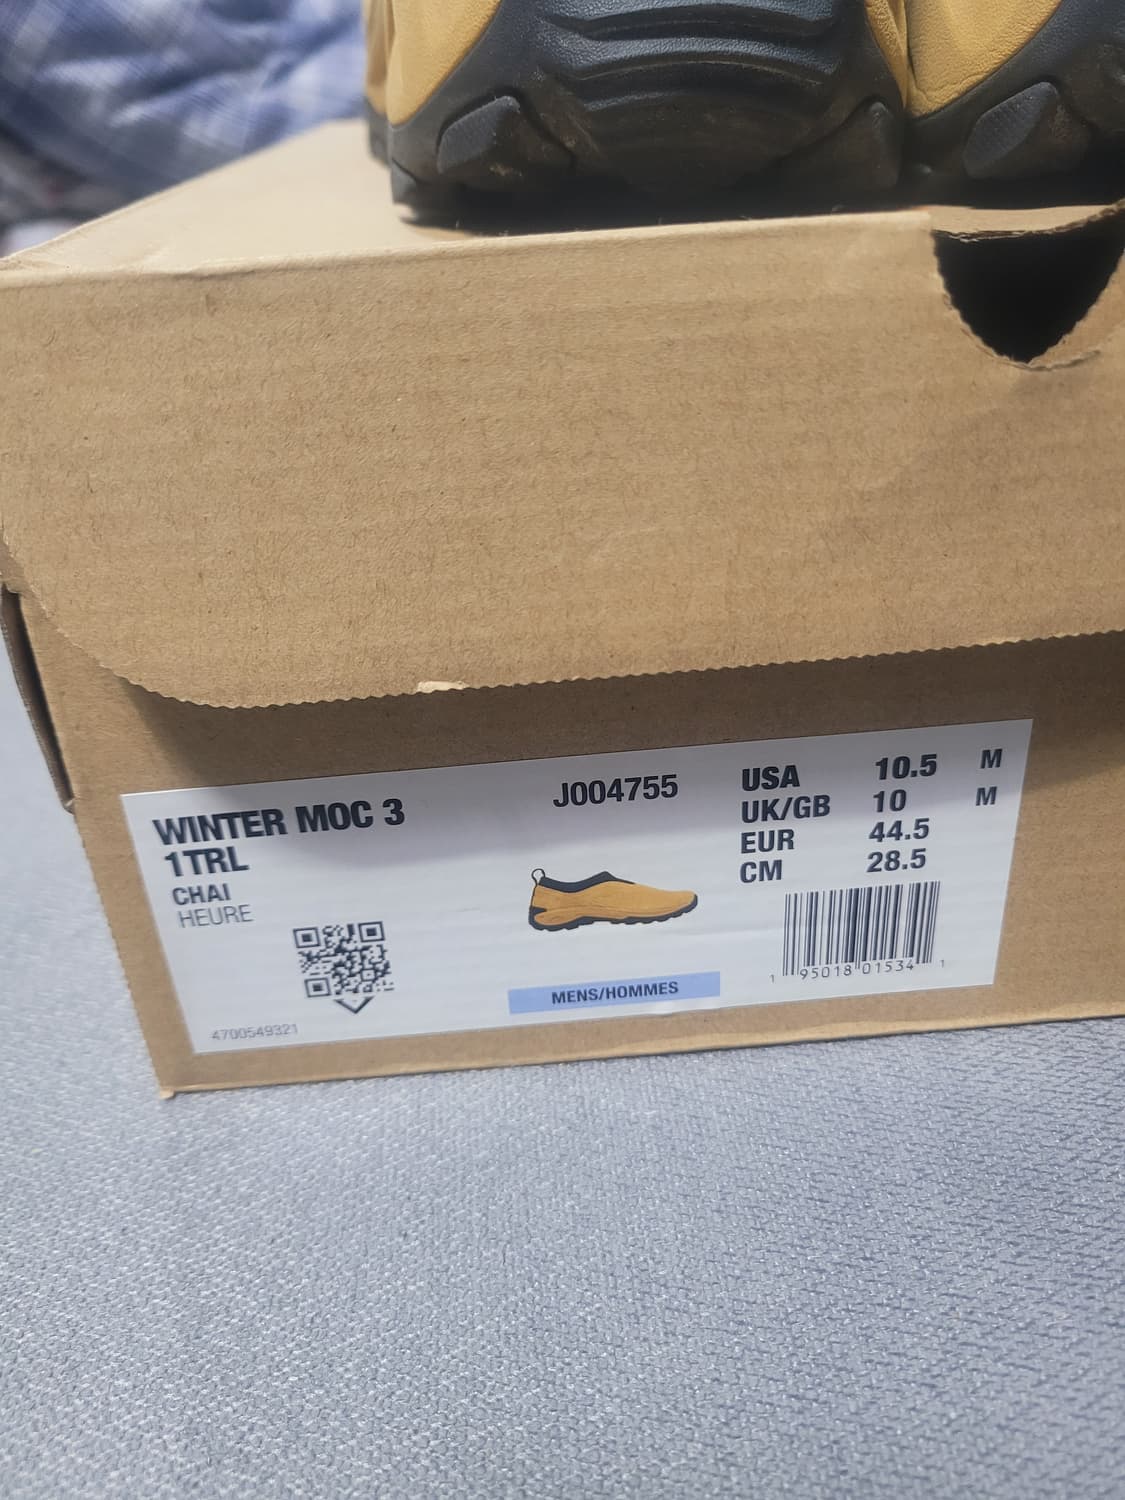 WINTER MOC 3
1TRL
CHAI
HEURE
4700549321
J004755
MENS/HOMMES
USA 10.5 M
UK/GB 10 M
EUR 44.5
CM 28.5
1 95018 01534 1